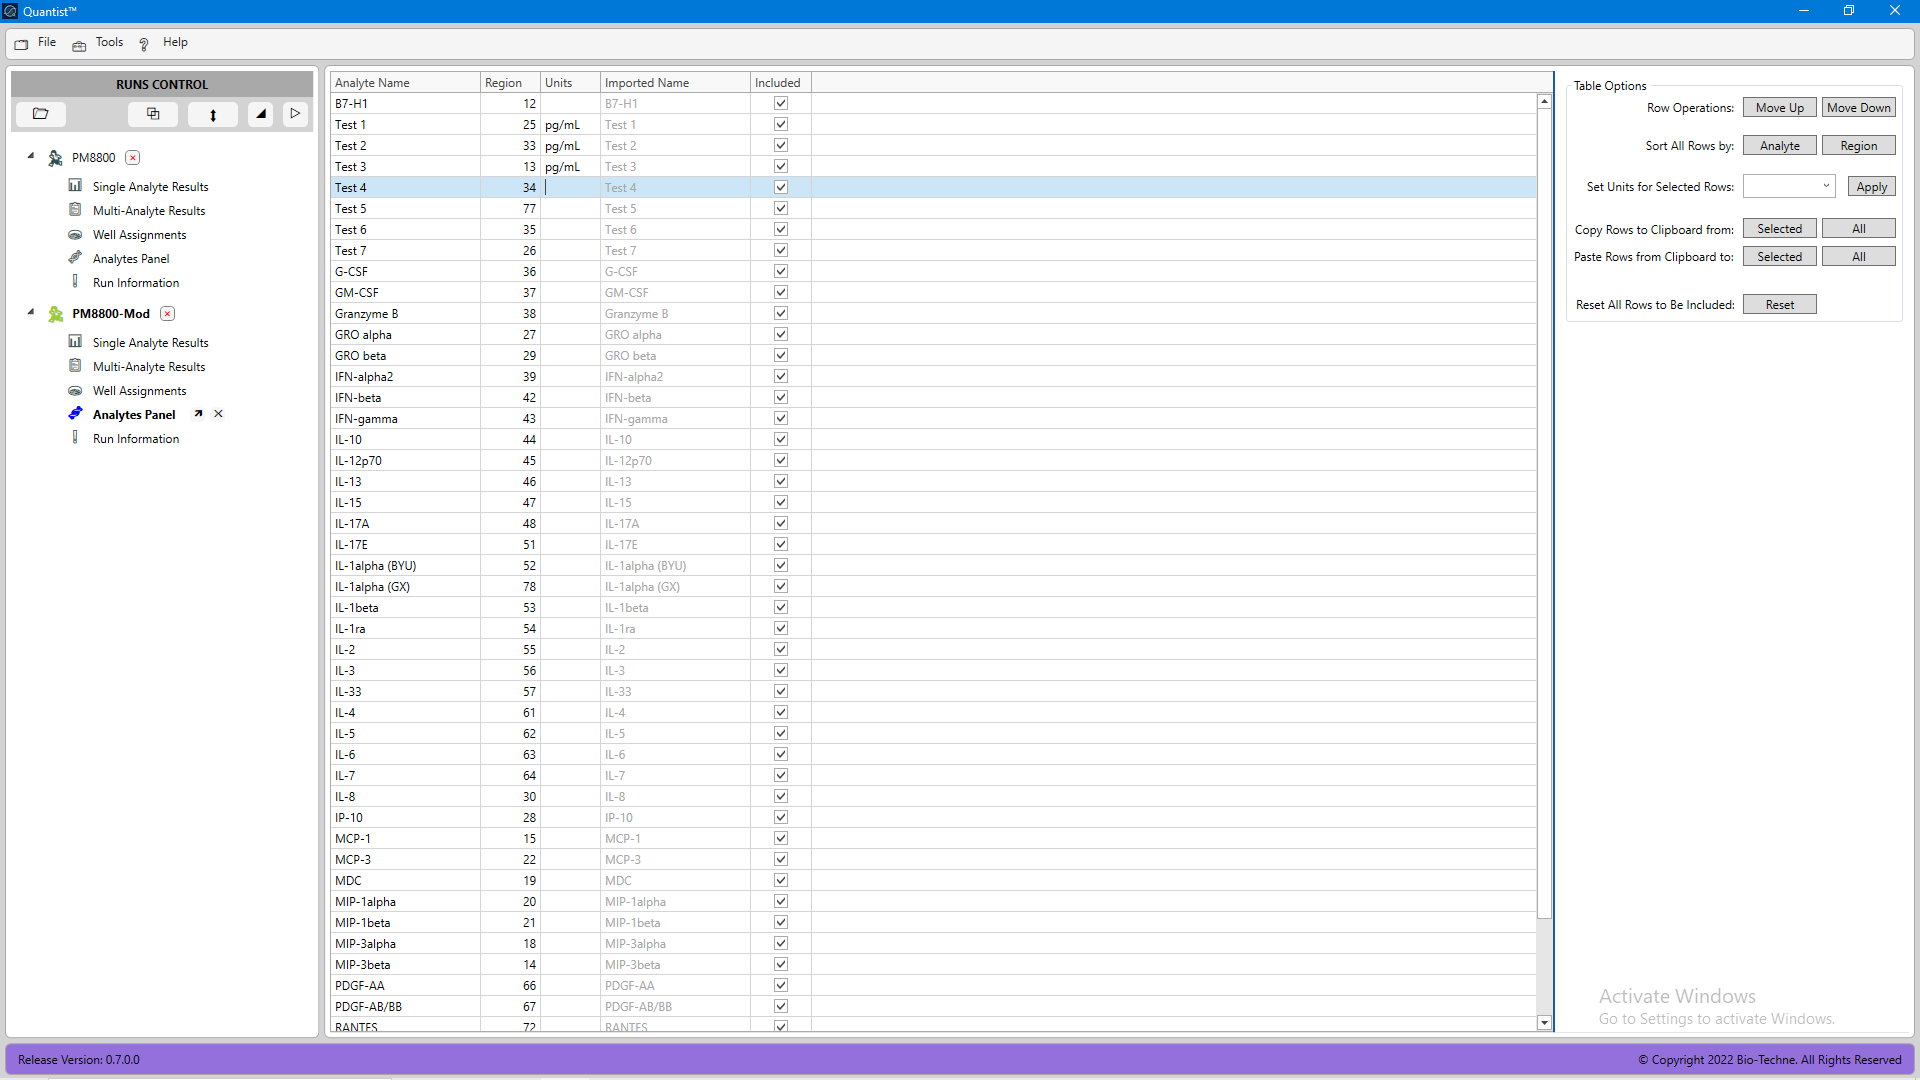 Quantist™
File Tools Help
RUNS CONTROL
PM8800
Single Analyte Results
Multi-Analyte Results
Well Assignments
Analytes Panel
Run Information
PM8800-Mod
Single Analyte Results
Multi-Analyte Results
Well Assignments
Analytes Panel
Run Information
Analyte Name Region Units Imported Name Included
B7-H1 12 B7-H1
Test 1 25 pg/mL Test 1
Test 2 33 pg/mL Test 2
Test 3 13 pg/mL Test 3
Test 4 34 Test 4
Test 5 77 Test 5
Test 6 35 Test 6
Test 7 26 Test 7
G-CSF 36 G-CSF
GM-CSF 37 GM-CSF
Granzyme B 38 Granzyme B
GRO alpha 27 GRO alpha
GRO beta 29 GRO beta
IFN-alpha2 39 IFN-alpha2
IFN-beta 42 IFN-beta
IFN-gamma 43 IFN-gamma
IL-10 44 IL-10
IL-12p70 45 IL-12p70
IL-13 46 IL-13
IL-15 47 IL-15
IL-17A 48 IL-17A
IL-17E 51 IL-17E
IL-1alpha (BYU) 52 IL-1alpha (BYU)
IL-1alpha (GX) 78 IL-1alpha (GX)
IL-1beta 53 IL-1beta
IL-1ra 54 IL-1ra
IL-2 55 IL-2
IL-3 56 IL-3
IL-33 57 IL-33
IL-4 61 IL-4
IL-5 62 IL-5
IL-6 63 IL-6
IL-7 64 IL-7
IL-8 30 IL-8
IP-10 28 IP-10
MCP-1 15 MCP-1
MCP-3 22 MCP-3
MDC 19 MDC
MIP-1alpha 20 MIP-1alpha
MIP-1beta 21 MIP-1beta
MIP-3alpha 18 MIP-3alpha
MIP-3beta 14 MIP-3beta
PDGF-AA 66 PDGF-AA
PDGF-AB/BB 67 PDGF-AB/BB
RANTES 72 RANTES
Table Options
Row Operations: Move Up Move Down
Sort All Rows by: Analyte Region
Set Units for Selected Rows: Apply
Copy Rows to Clipboard from: Selected All
Paste Rows from Clipboard to: Selected All
Reset All Rows to Be Included: Reset
Activate Windows
Go to Settings to activate Windows.
Release Version: 0.7.0.0
© Copyright 2022 Bio-Techne. All Rights Reserved